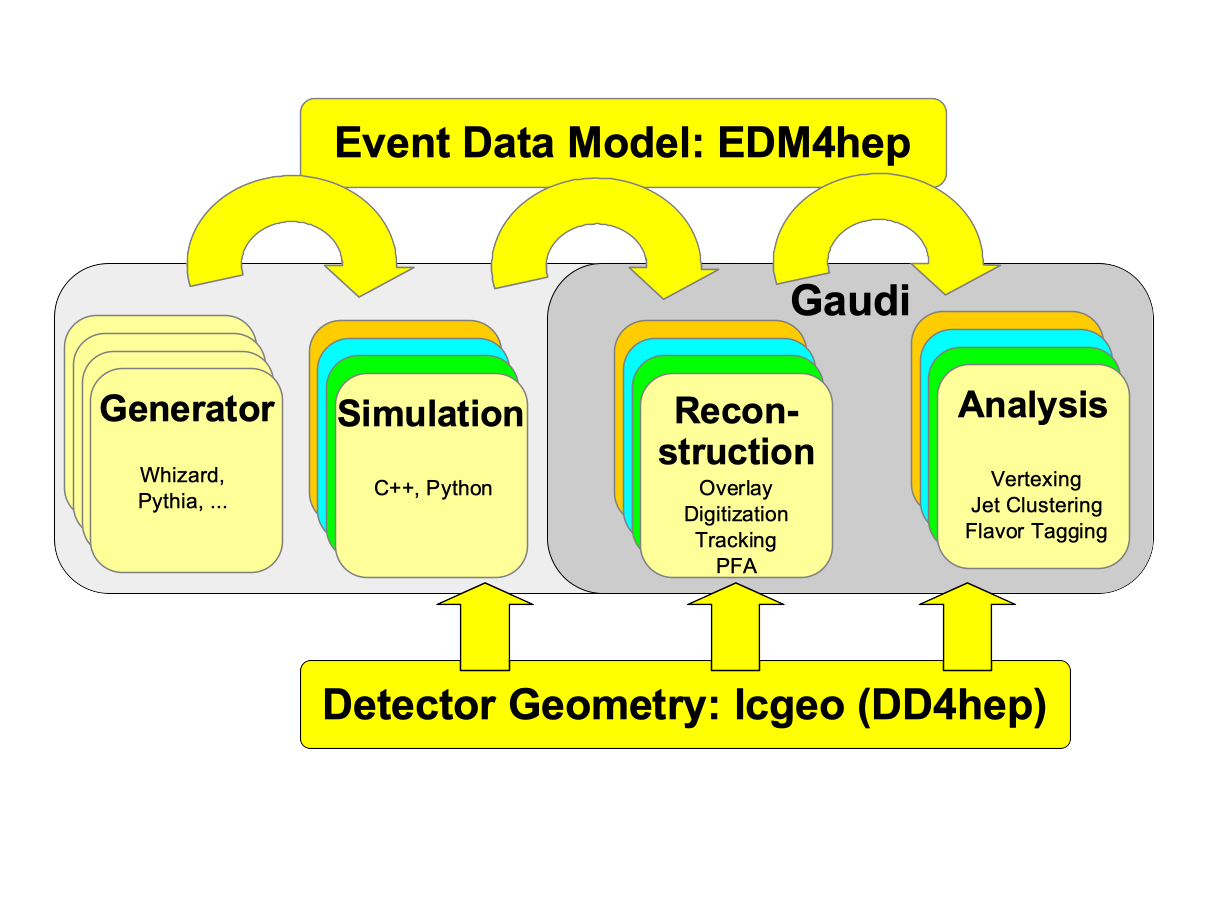 Event Data Model: EDM4hep
Gaudi
Generator
Whizard,
Pythia, ...
Simulation
C++, Python
Recon-
struction
Overlay
Digitization
Tracking
PFA
Analysis
Vertexing
Jet Clustering
Flavor Tagging
Detector Geometry: lcgeo (DD4hep)